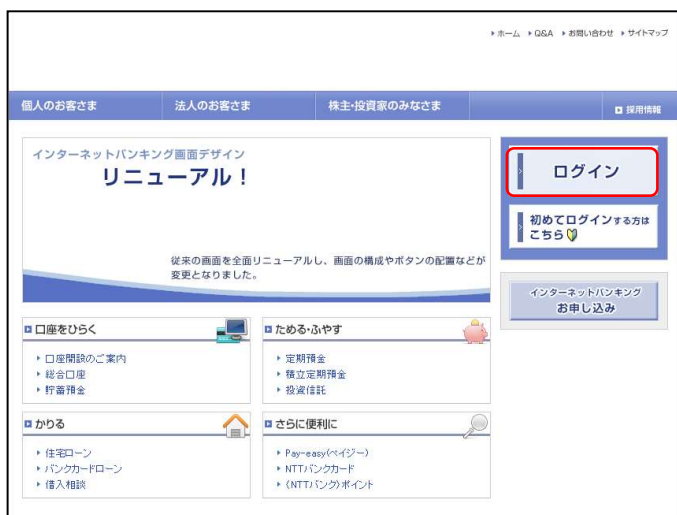 ホーム Q&A お問い合わせ サイトマップ
個人のお客さま 法人のお客さま 株主・投資家のみなさま 採用情報
インターネットバンキング画面デザイン
リニューアル！
従来の画面を全面リニューアルし、画面の構成やボタンの配置などが
変更となりました。
ログイン
初めてログインする方は
こちら
インターネットバンキング
お申し込み
口座をひらく
口座開設のご案内
総合口座
貯蓄預金
ためる・ふやす
定期預金
積立定期預金
投資信託
かりる
住宅ローン
バンクカードローン
借入相談
さらに便利に
Pay-easy(ペイジー)
NTTバンクカード
〈NTTバンク〉ポイント